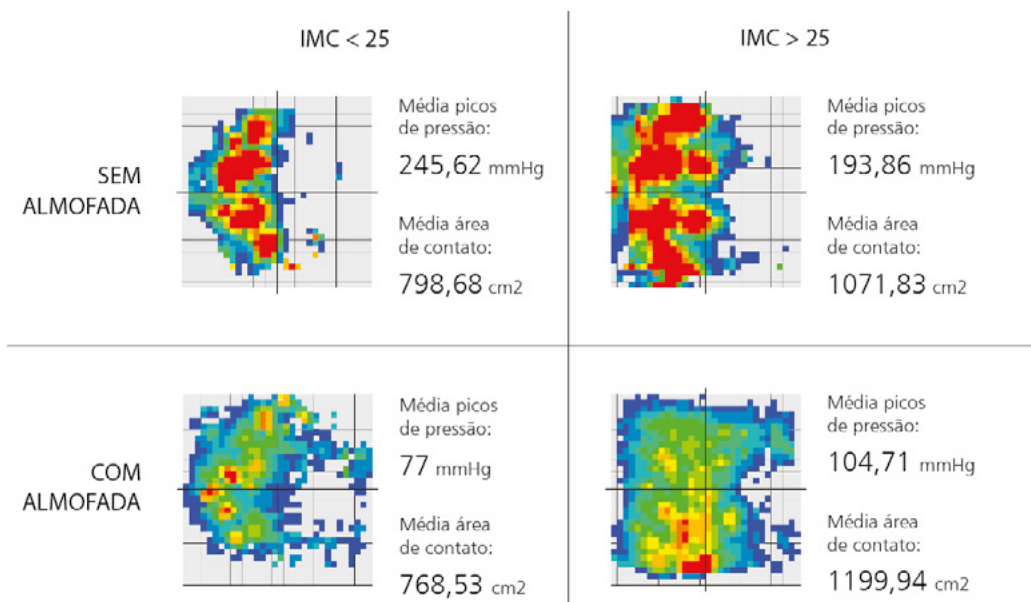 IMC < 25
IMC > 25
SEM
ALMOFADA
Média picos
de pressão:
245,62 mmHg
Média área
de contato:
798,68 cm2
Média picos
de pressão:
193,86 mmHg
Média área
de contato:
1071,83 cm2
COM
ALMOFADA
Média picos
de pressão:
77 mmHg
Média área
de contato:
768,53 cm2
Média picos
de pressão:
104,71 mmHg
Média área
de contato:
1199,94 cm2